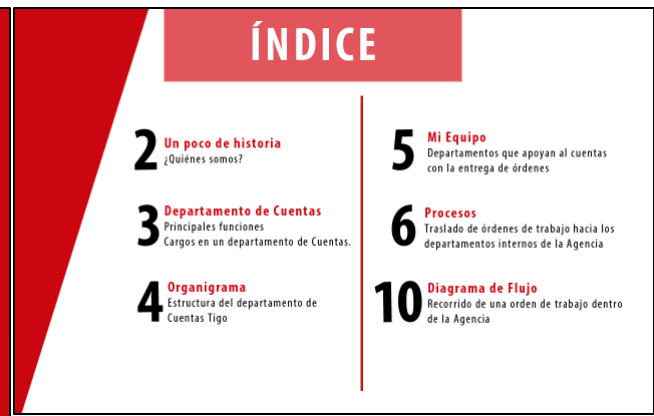 ÍNDICE
2
Un poco de historia
¿Quiénes somos?
3
Departamento de Cuentas
Principales funciones
Cargos en un departamento de Cuentas.
4
Organigrama
Estructura del departamento de
Cuentas Tigo
5
Mi Equipo
Departamentos que apoyan al cuentas
con la entrega de órdenes
6
Procesos
Traslado de órdenes de trabajo hacia los
departamentos internos de la Agencia
10
Diagrama de Flujo
Recorrido de una orden de trabajo dentro
de la Agencia